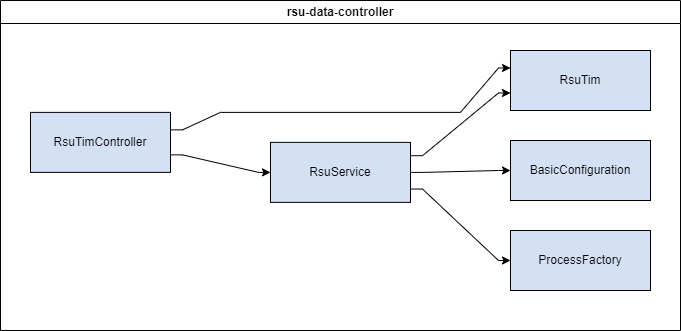 rsu-data-controller
RsuTim
RsuTimController
RsuService
BasicConfiguration
ProcessFactory